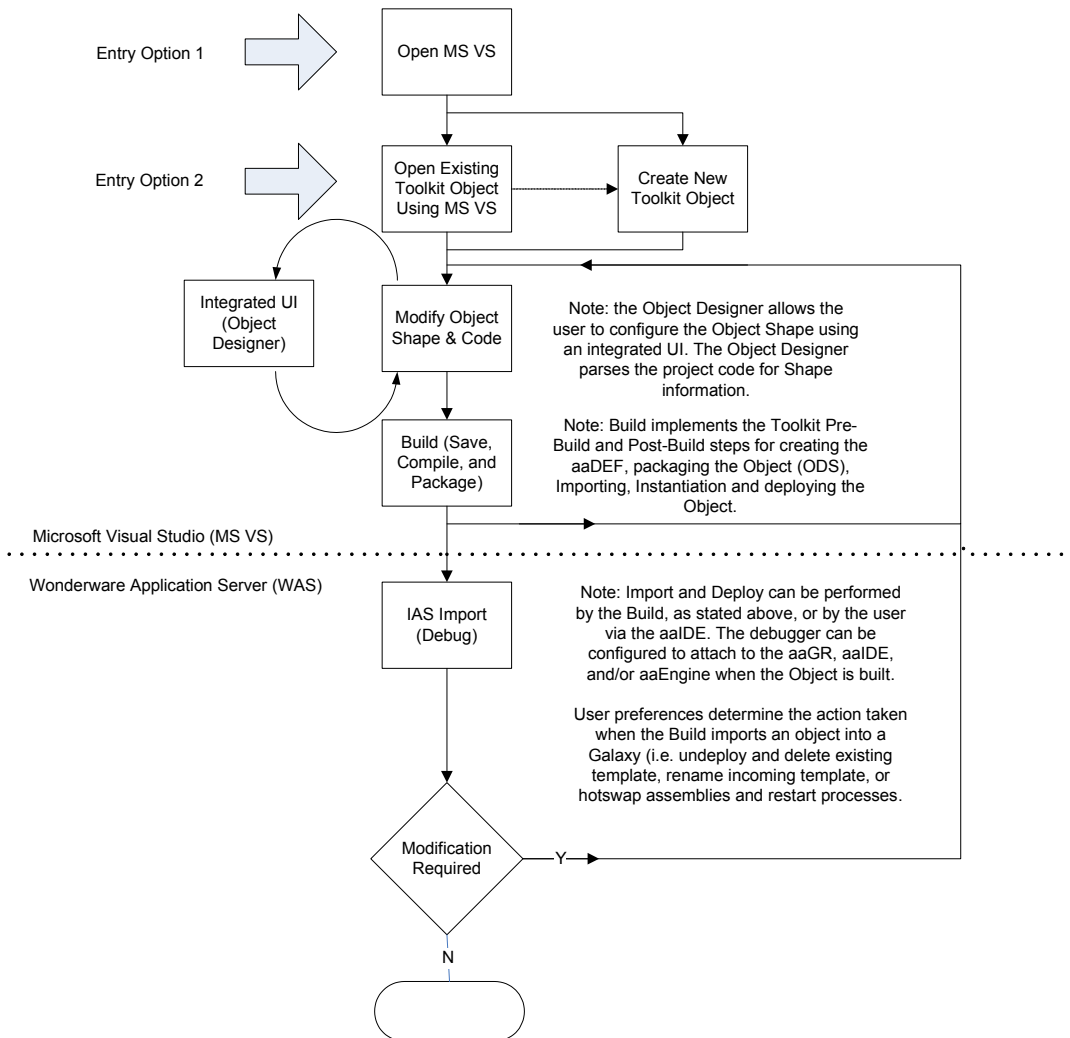 Entry Option 1
Open MS VS
Entry Option 2
Open Existing
Toolkit Object
Using MS VS
Create New
Toolkit Object
Integrated UI
(Object
Designer)
Modify Object
Shape & Code
Note: the Object Designer allows the
user to configure the Object Shape using
an integrated UI. The Object Designer
parses the project code for Shape
information.
Build (Save,
Compile, and
Package)
Note: Build implements the Toolkit Pre-
Build and Post-Build steps for creating the
aaDEF, packaging the Object (ODS),
Importing, Instantiation and deploying the
Object.
Microsoft Visual Studio (MS VS)
Wonderware Application Server (WAS)
IAS Import
(Debug)
Note: Import and Deploy can be performed
by the Build, as stated above, or by the user
via the aaIDE. The debugger can be
configured to attach to the aaGR, aaIDE,
and/or aaEngine when the Object is built.
User preferences determine the action taken
when the Build imports an object into a
Galaxy (i.e. undeploy and delete existing
template, rename incoming template, or
hotswap assemblies and restart processes.
Modification
Required
Y
N